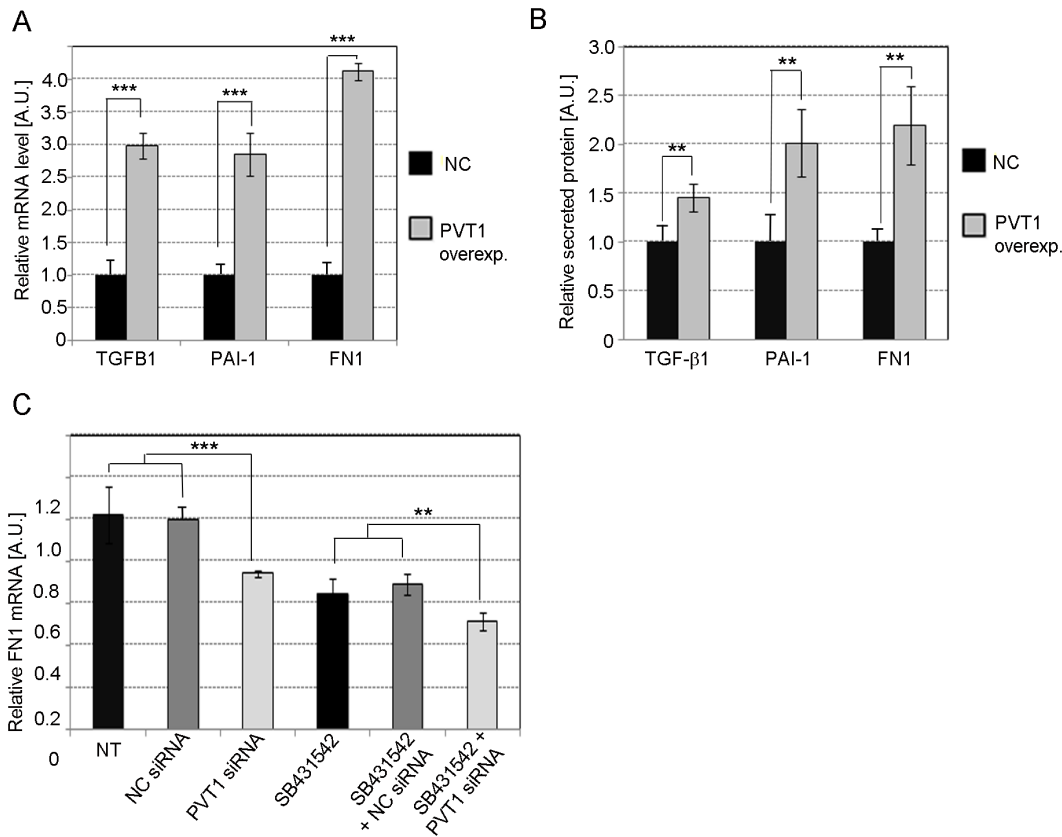 A
Relative mRNA level [A.U.]
4.0
3.5
3.0
2.5
2.0
1.5
1.0
0.5
0
***
***
***
TGFB1
PAI-1
FN1
NC
PVT1
overexp.
B
Relative secreted protein [A.U.]
3.0
2.5
2.0
1.5
1.0
0.5
0
**
**
**
TGF-β1
PAI-1
FN1
NC
PVT1
overexp.
C
Relative FN1 mRNA [A.U.]
1.2
1.0
0.8
0.6
0.4
0.2
0
***
**
NT
NC siRNA
PVT1 siRNA
SB431542
SB431542
+ NC siRNA
SB431542 +
PVT1 siRNA